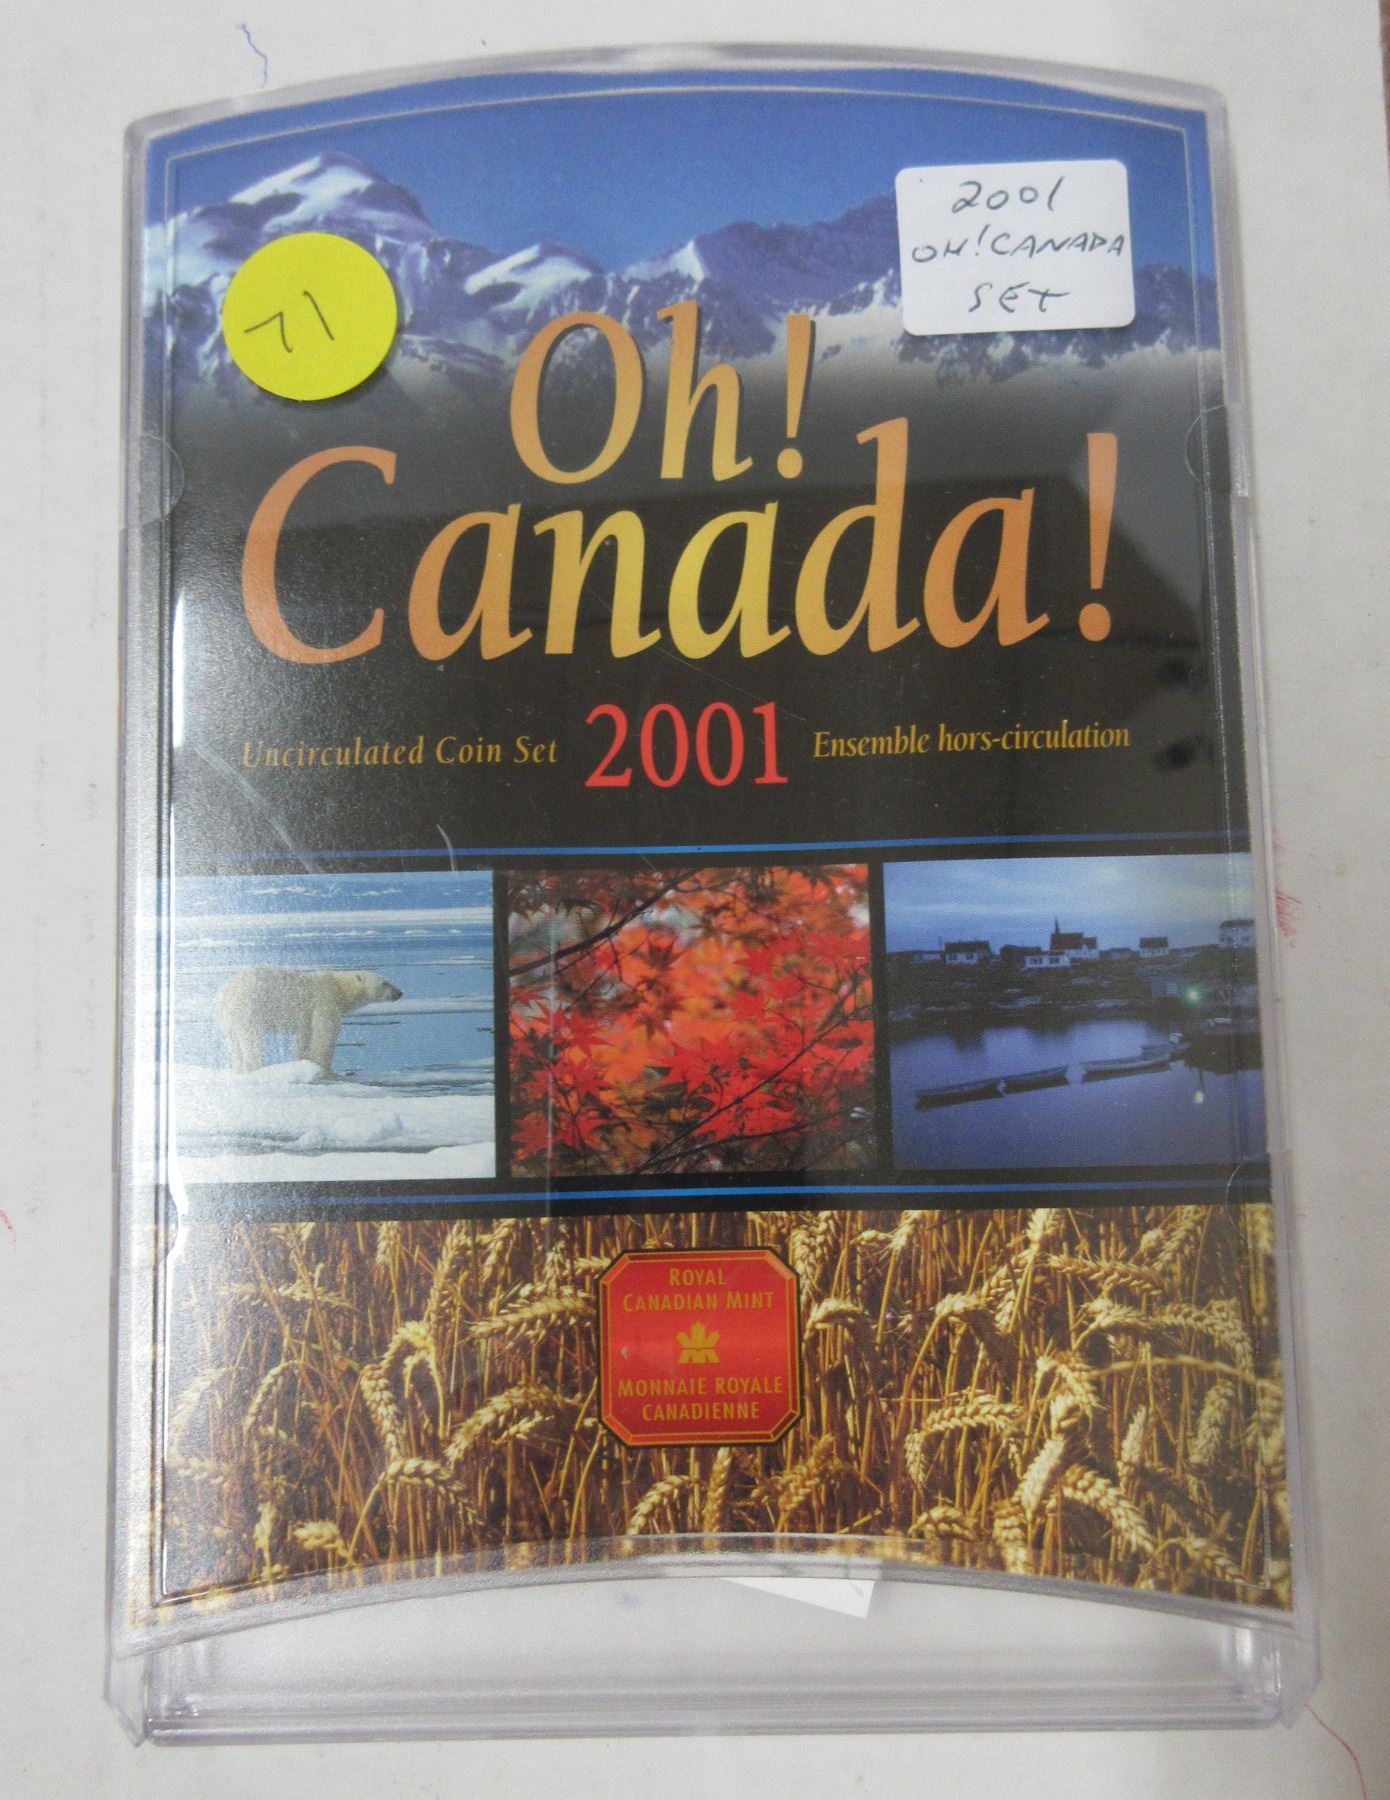 2001
OH! CANADA
SET
71
Oh!
Canada!
Uncirculated Coin Set 2001 Ensemble hors-circulation
ROYAL
CANADIAN MINT
MONNAIE ROYALE
CANADIENNE